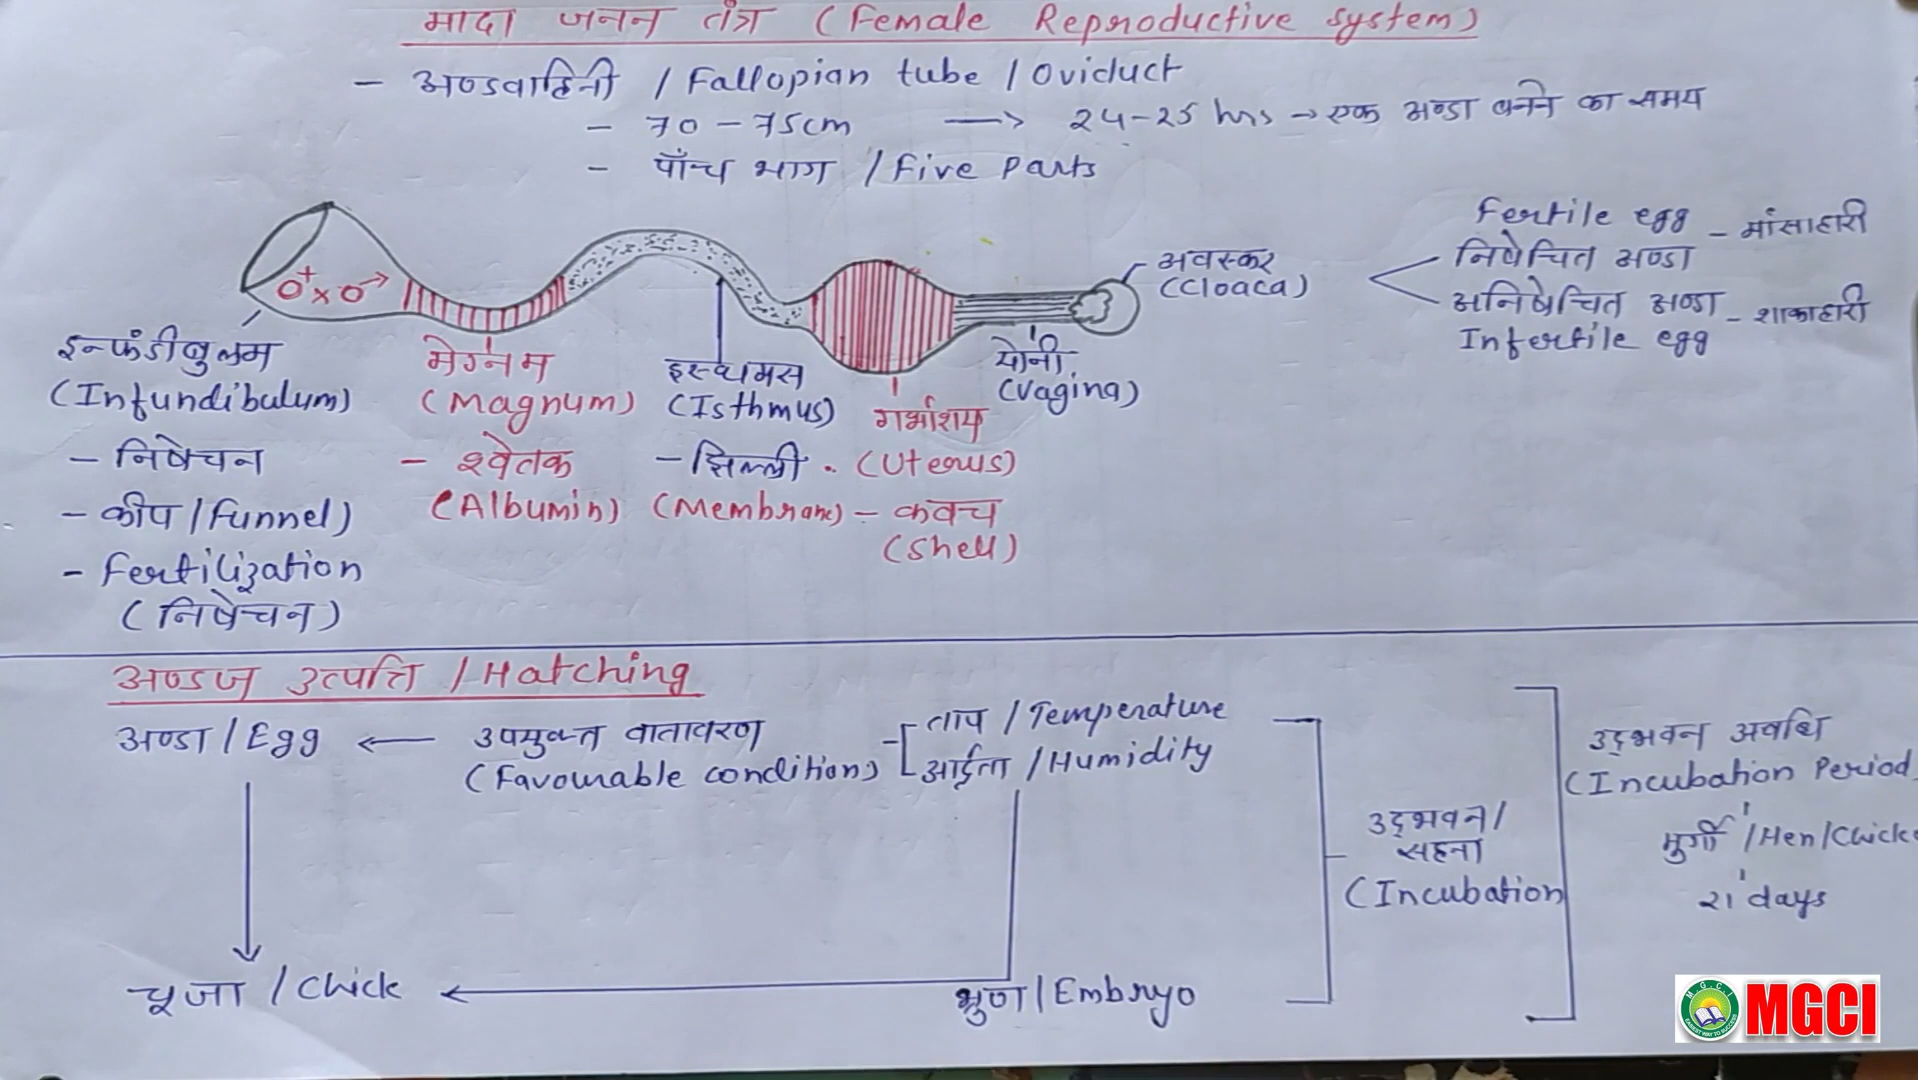 मादा जनन तंत्र (Female Reproductive System)
- अण्डवाहिनी / Fallopian tube / Oviduct
- 70-75cm → 24-25 hrs → एक अण्डा बनने का समय
- पाँच भाग / Five Parts
Fertile egg - मांसाहारी
निषेचित अण्डा
अनिषेचित अण्डा - शाकाहारी
Infertile egg
अवस्कर
(Cloaca)
इन्फंडीबुलम
(Infundibulum)
- निषेचन
- कीप / Funnel)
- Fertilization
(निषेचन)
मेग्नम
(Magnum)
- श्वेतक
(Albumin)
इस्थमस
(Isthmus)
- झिल्ली
(Membrane)
गर्भाशय
(Uterus)
- कवच
(Shell)
योनी
(Vagina)
अण्डज उत्पत्ति / Hatching
अण्डा / Egg ← उपयुक्त वातावरण
(Favourable condition)
ताप / Temperature
आर्द्रता / Humidity
उद्भवन /
सहना
(Incubation
उद्भवन अवधि
(Incubation Period
मुर्गी / Hen / Chick
21 days
चूजा / Chick ← भ्रुण / Embryo
M.G.C.I
EASIEST WAY TO SUCCESS
MGCI